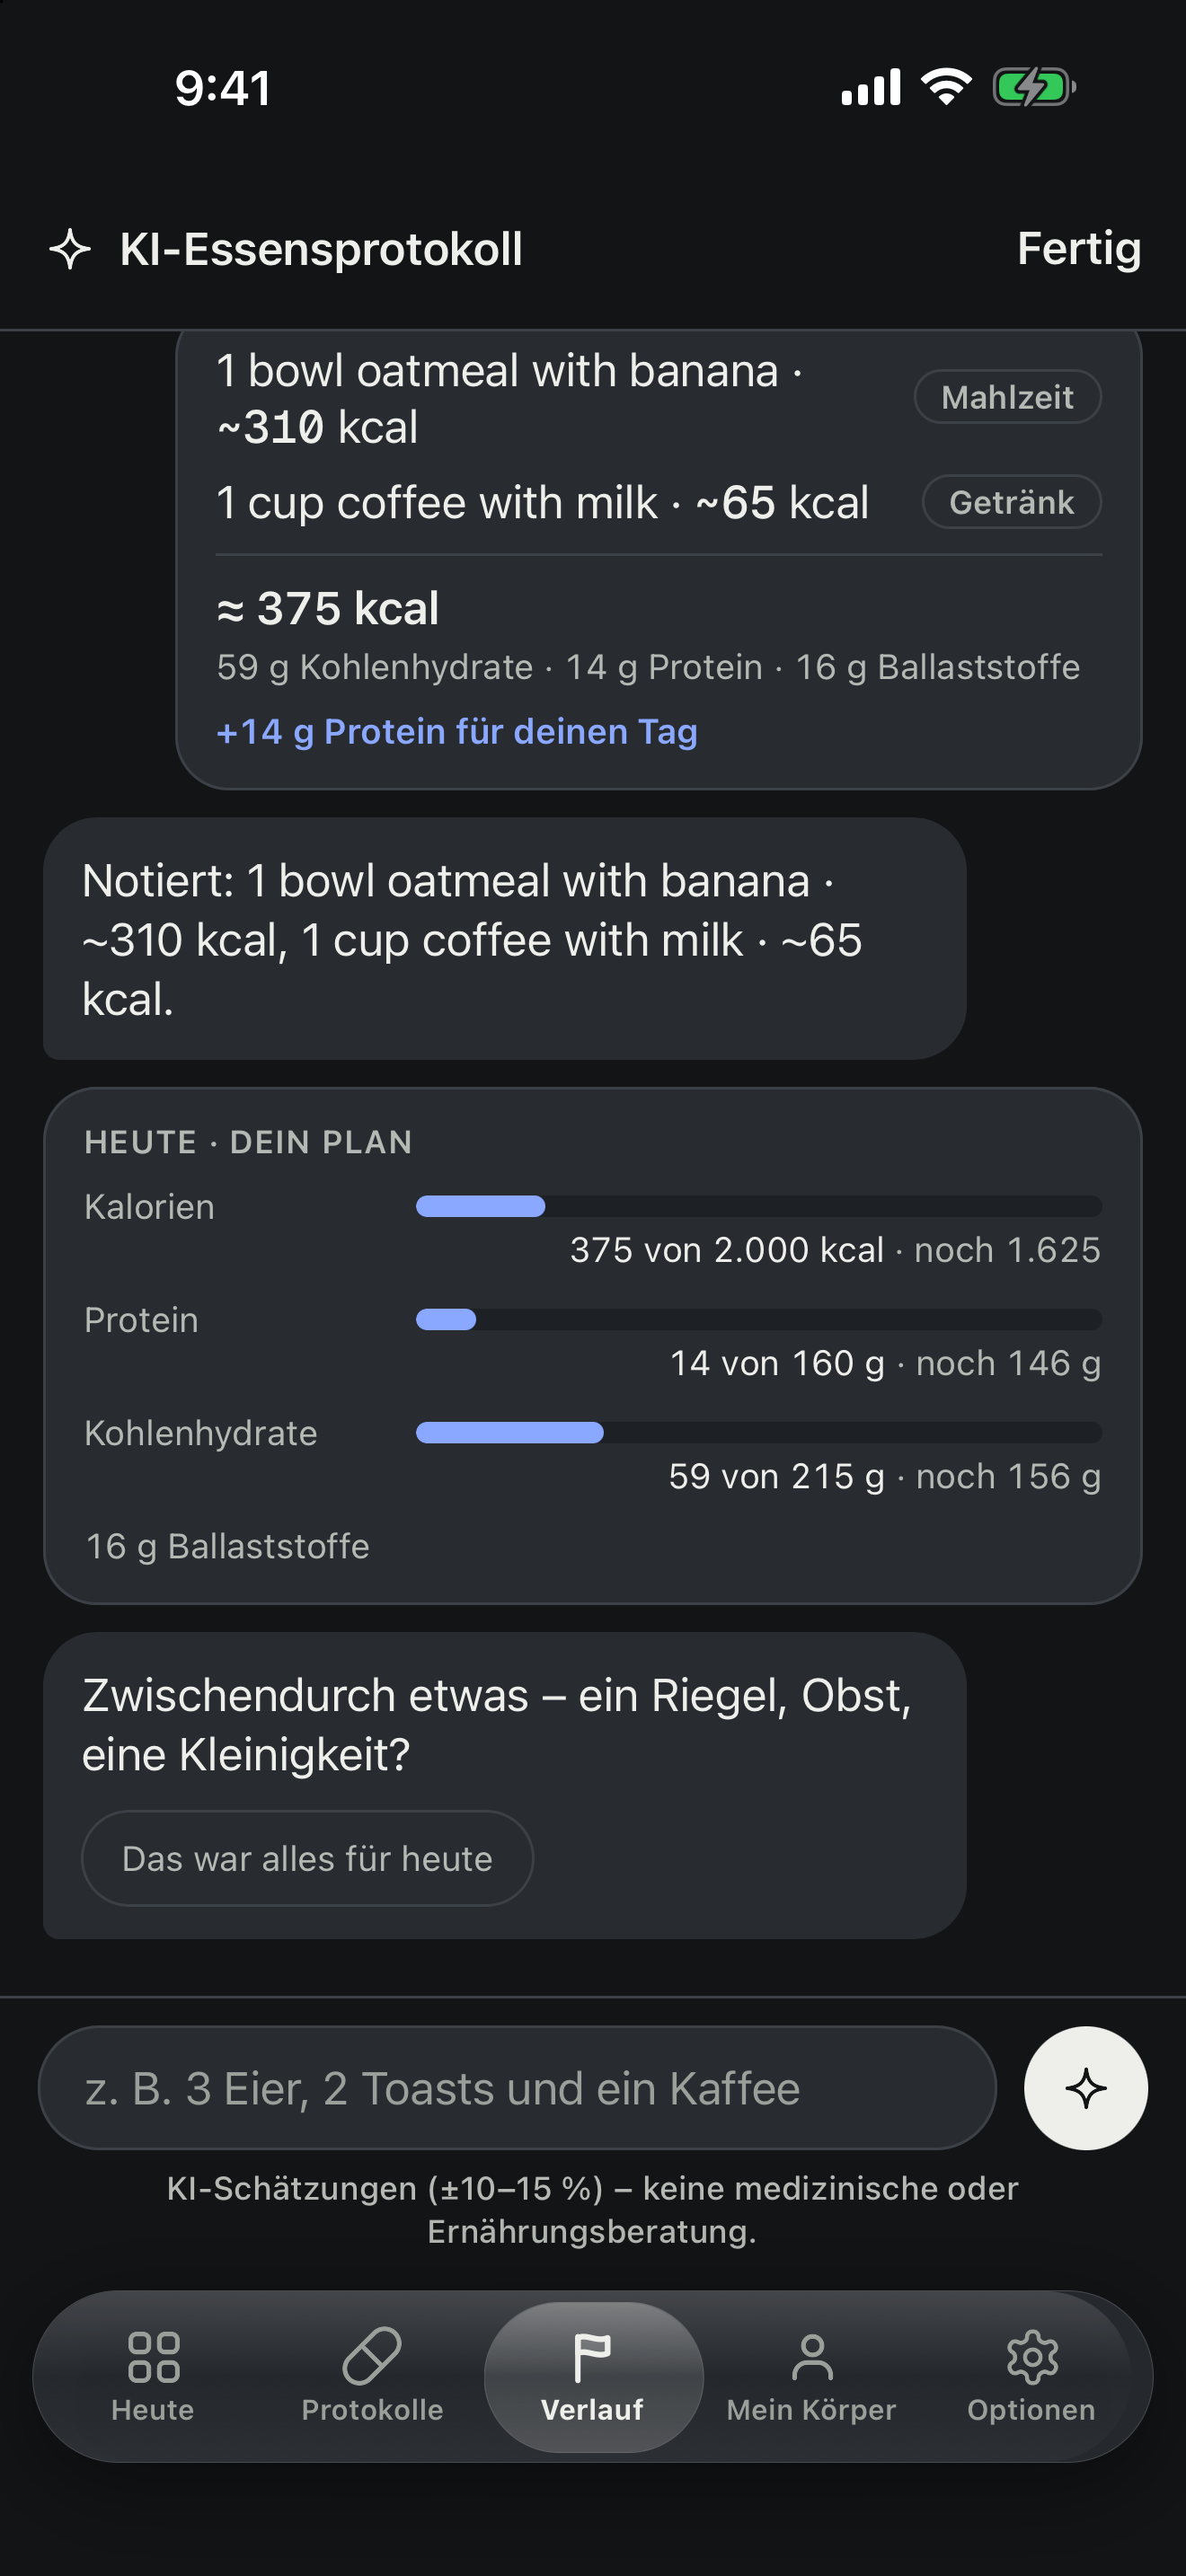 9:41
KI-Essensprotokoll
Fertig
1 bowl oatmeal with banana ·
~310 kcal
Mahlzeit
1 cup coffee with milk · ~65 kcal
Getränk
≈ 375 kcal
59 g Kohlenhydrate · 14 g Protein · 16 g Ballaststoffe
+14 g Protein für deinen Tag
Notiert: 1 bowl oatmeal with banana ·
~310 kcal, 1 cup coffee with milk · ~65
kcal.
HEUTE · DEIN PLAN
Kalorien
375 von 2.000 kcal · noch 1.625
Protein
14 von 160 g · noch 146 g
Kohlenhydrate
59 von 215 g · noch 156 g
16 g Ballaststoffe
Zwischendurch etwas – ein Riegel, Obst,
eine Kleinigkeit?
Das war alles für heute
z. B. 3 Eier, 2 Toasts und ein Kaffee
KI-Schätzungen (±10–15 %) – keine medizinische oder
Ernährungsberatung.
Heute
Protokolle
Verlauf
Mein Körper
Optionen